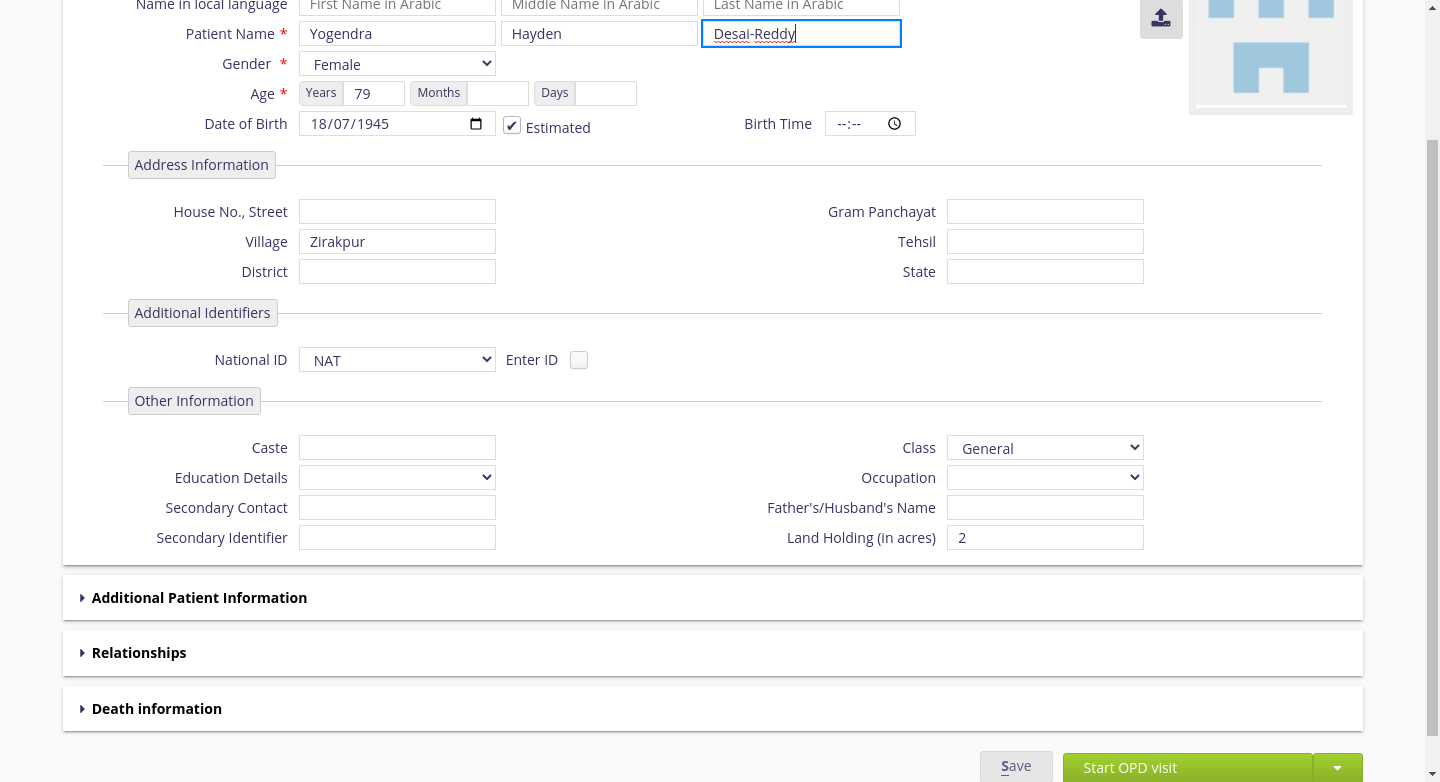 Name in local language First Name in Arabic Middle Name in Arabic Last Name in Arabic
Patient Name * Yogendra Hayden Desai-Reddy
Gender * Female
Age * Years 79 Months Days
Date of Birth 18/07/1945 Estimated Birth Time --:--
Address Information
House No., Street Gram Panchayat
Village Zirakpur Tehsil
District State
Additional Identifiers
National ID NAT Enter ID
Other Information
Caste Class General
Education Details Occupation
Secondary Contact Father's/Husband's Name
Secondary Identifier Land Holding (in acres) 2
Additional Patient Information
Relationships
Death information
Save Start OPD visit